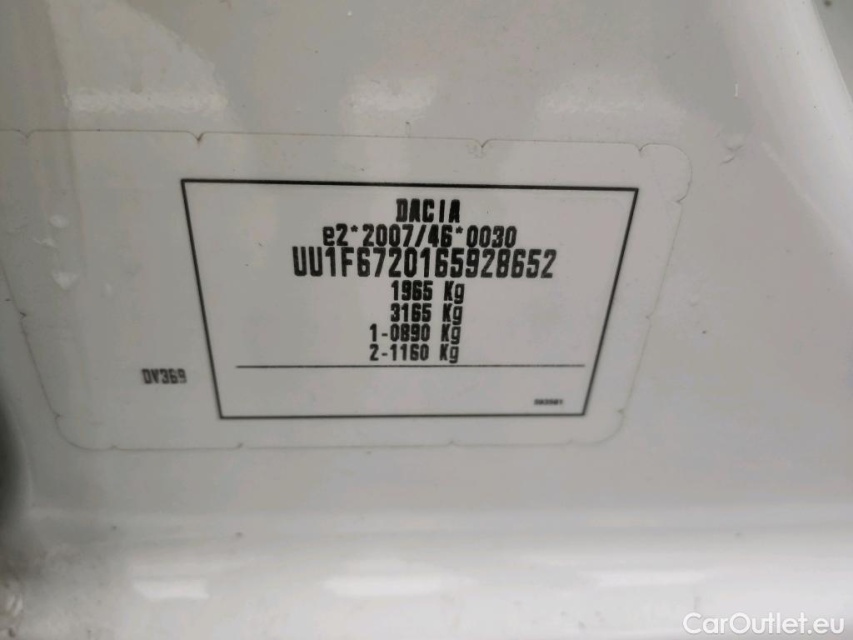 DACIA
e2*2007/46*0030
UU1F6720165928652
1965 Kg
3165 Kg
1-0890 Kg
2-1160 Kg
DV369
CarOutlet.eu